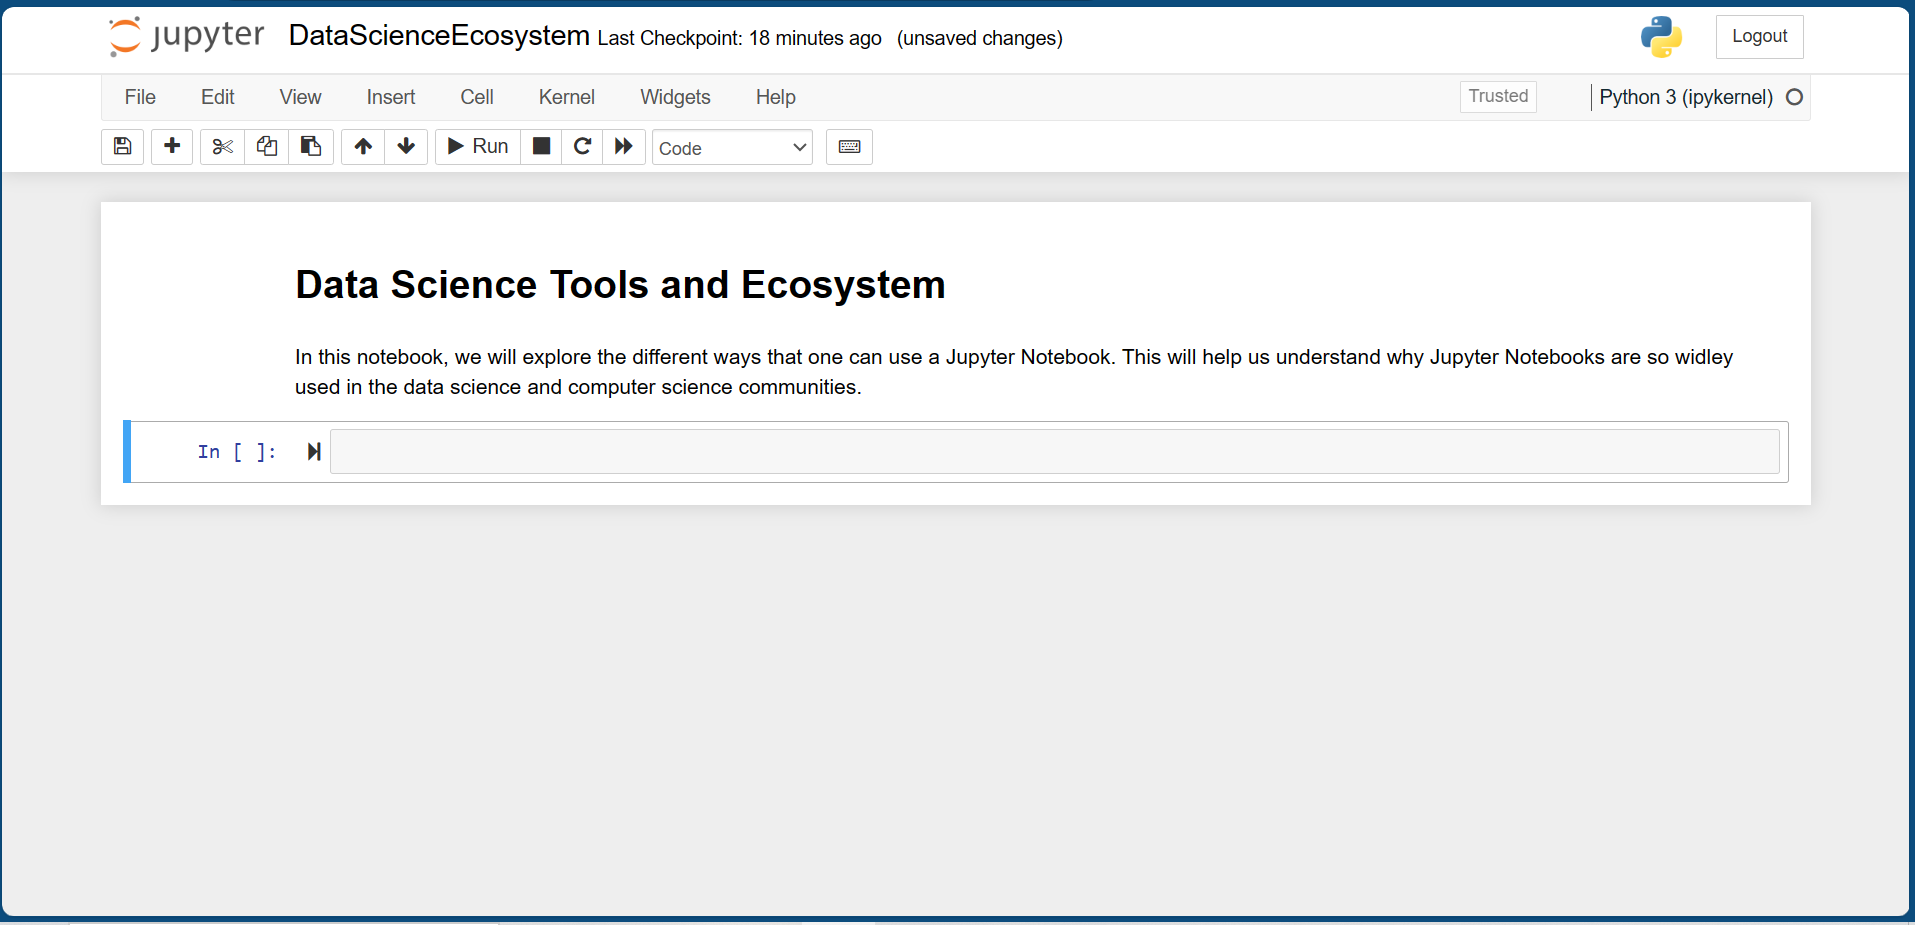 jupyter DataScienceEcosystem Last Checkpoint: 18 minutes ago (unsaved changes) Logout
File Edit View Insert Cell Kernel Widgets Help Trusted Python 3 (ipykernel)
Run Code
Data Science Tools and Ecosystem
In this notebook, we will explore the different ways that one can use a Jupyter Notebook. This will help us understand why Jupyter Notebooks are so widley
used in the data science and computer science communities.
In [ ]: